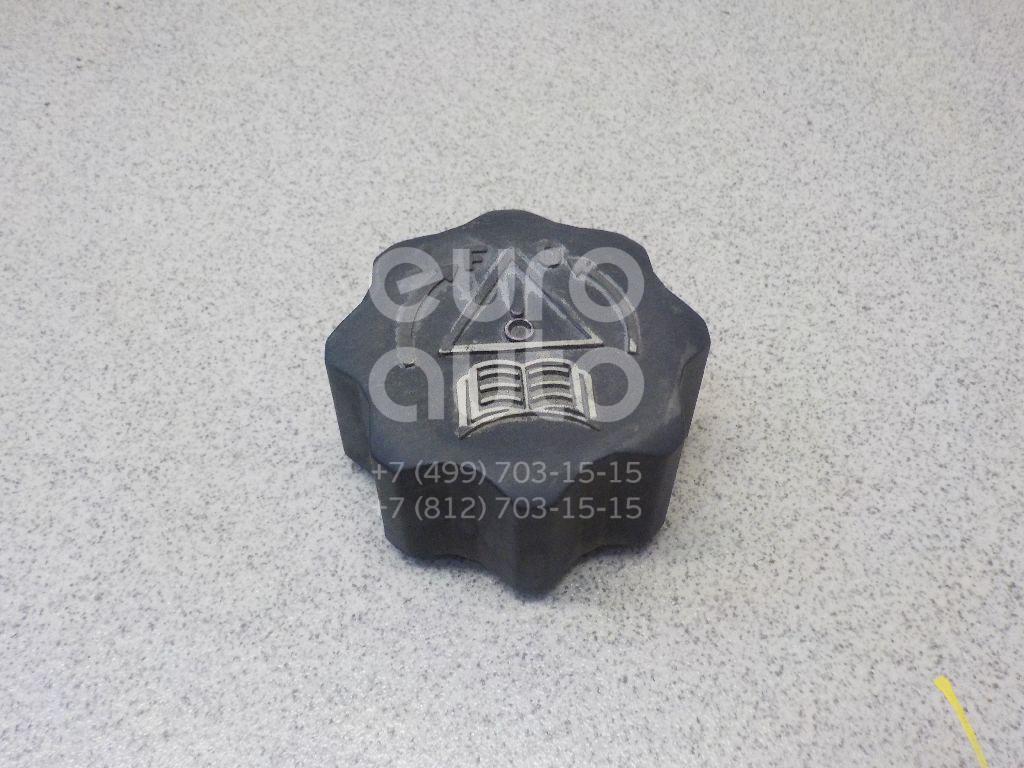 euro
auto
+7 (499) 703-15-15
+7 (812) 703-15-15